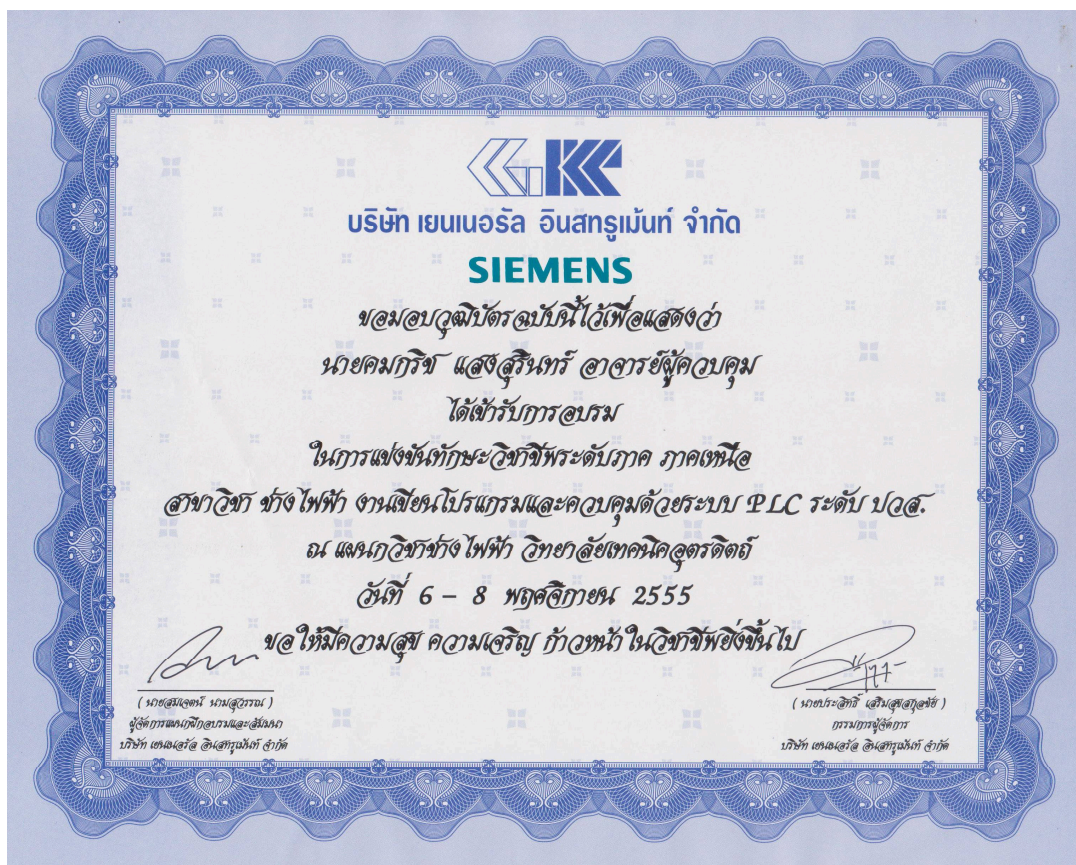 GKC
บริษัท เยนเนอรัล อินสทรูเม้นท์ จำกัด
SIEMENS
ขอมอบวุฒิบัตรฉบับนี้ไว้เพื่อแสดงว่า
นายคมกริช แสงสุรินทร์ อาจารย์ผู้ควบคุม
ได้เข้ารับการอบรม
ในการแข่งขันทักษะวิชาชีพระดับภาค ภาคเหนือ
สาขาวิชา ช่างไฟฟ้า งานเขียนโปรแกรมและควบคุมด้วยระบบ PLC ระดับ ปวส.
ณ แผนกวิชาช่างไฟฟ้า วิทยาลัยเทคนิคอุตรดิตถ์
วันที่ 6 – 8 พฤศจิกายน 2555
ขอให้มีความสุข ความเจริญ ก้าวหน้าในวิชาชีพยิ่งขึ้นไป
( นายสมเจตน์ นามสุวรรณ )
ผู้จัดการแผนกฝึกอบรมและสัมมนา
บริษัท เยนเนอรัล อินสทรูเม้นท์ จำกัด
( นายประสิทธิ์ เสริมสุขสกุลชัย )
กรรมการผู้จัดการ
บริษัท เยนเนอรัล อินสทรูเม้นท์ จำกัด